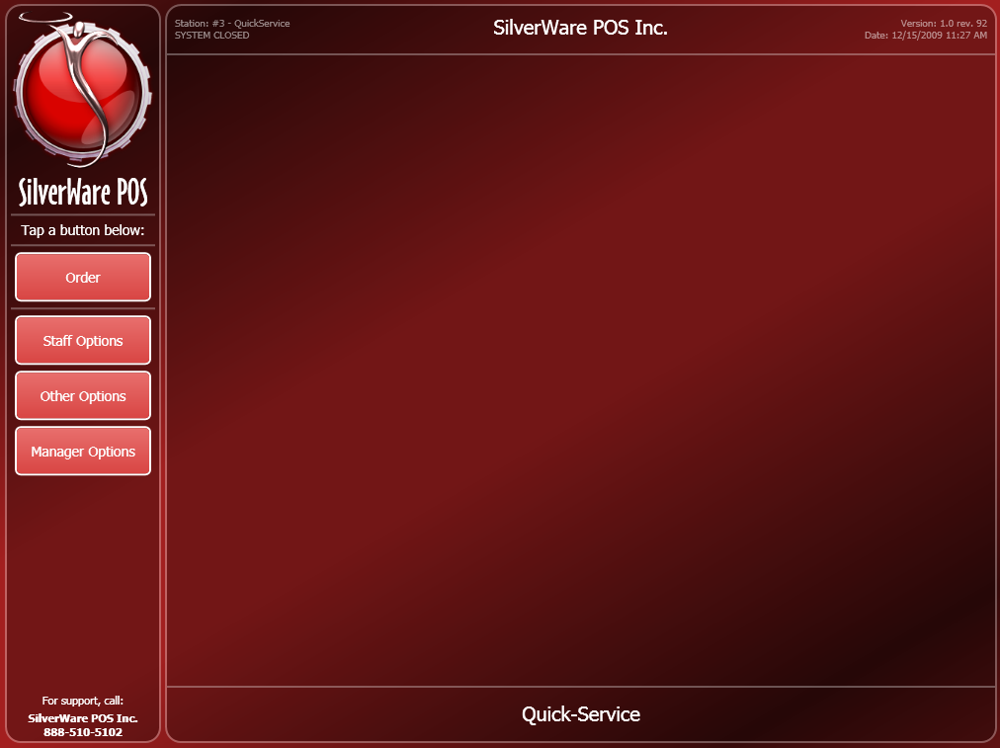 SilverWare POS
Tap a button below:
Order
Staff Options
Other Options
Manager Options
For support, call:
SilverWare POS Inc.
888-510-5102
Station: #3 - QuickService
SYSTEM CLOSED
SilverWare POS Inc.
Version: 1.0 rev. 92
Date: 12/15/2009 11:27 AM
Quick-Service